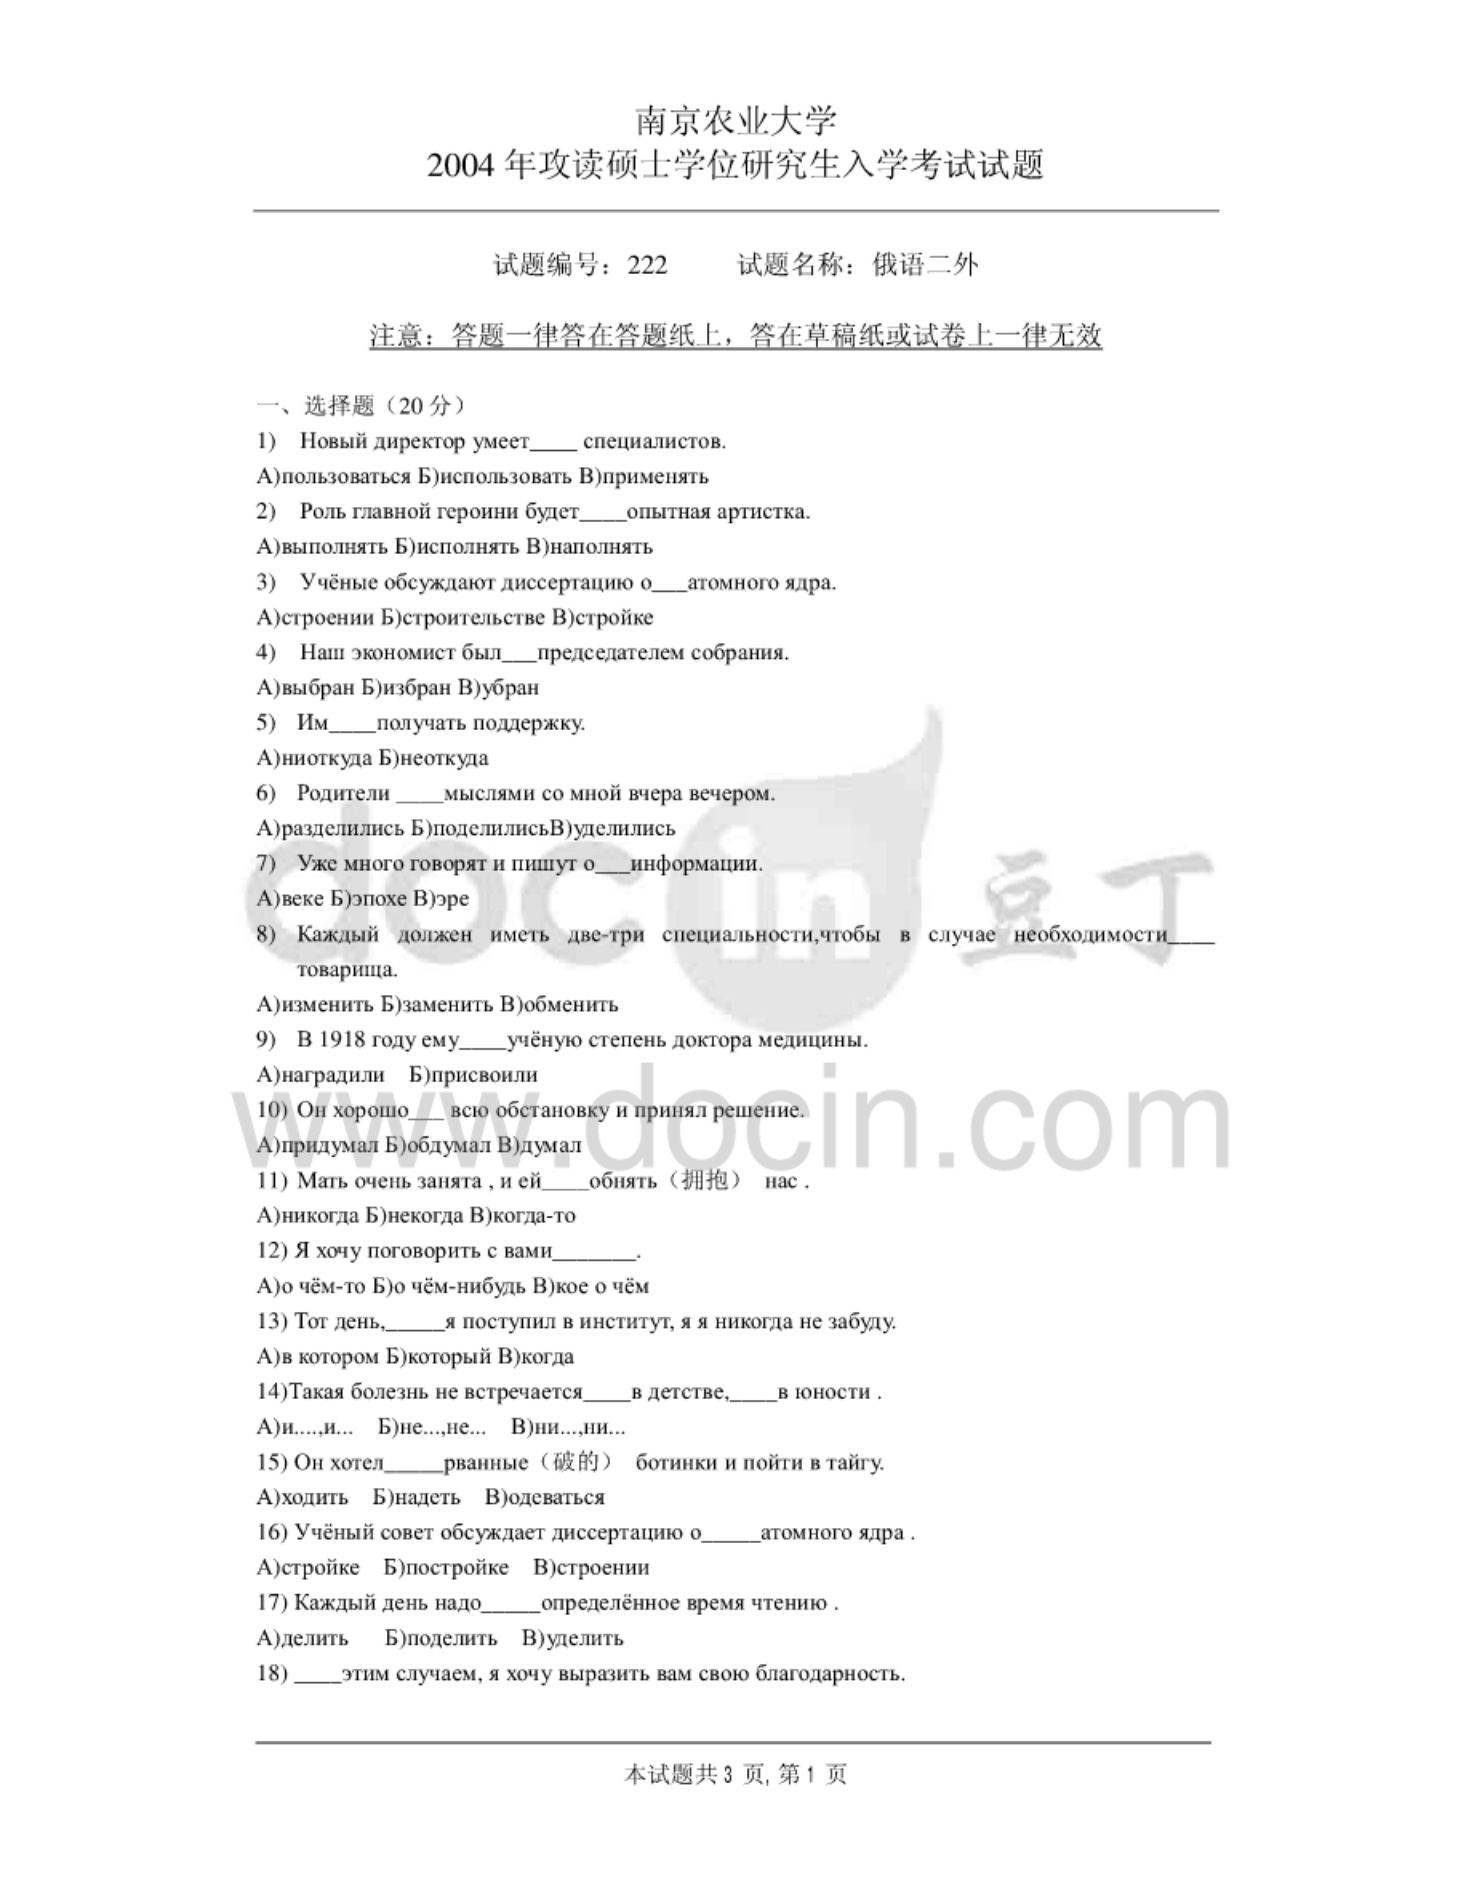 南京农业大学
2004 年攻读硕士学位研究生入学考试试题
试题编号：222 试题名称：俄语二外
注意：答题一律答在答题纸上，答在草稿纸或试卷上一律无效
一、选择题（20 分）
1) Новый директор умеет____ специалистов.
А)пользоваться Б)использовать В)применять
2) Роль главной героини будет____опытная артистка.
А)выполнять Б)исполнять В)наполнять
3) Учёные обсуждают диссертацию о___атомного ядра.
А)строении Б)строительстве В)стройке
4) Наш экономист был___председателем собрания.
А)выбран Б)избран В)убран
5) Им____получать поддержку.
А)ниоткуда Б)неоткуда
6) Родители ____мыслями со мной вчера вечером.
А)разделились Б)поделилисьВ)уделились
7) Уже много говорят и пишут о___информации.
А)веке Б)эпохе В)эре
8) Каждый должен иметь две-три специальности,чтобы в случае необходимости____
товарища.
А)изменить Б)заменить В)обменить
9) В 1918 году ему____учёную степень доктора медицины.
А)наградили Б)присвоили
10) Он хорошо___ всю обстановку и принял решение.
А)придумал Б)обдумал В)думал
11) Мать очень занята , и ей____обнять（拥抱） нас .
А)никогда Б)некогда В)когда-то
12) Я хочу поговорить с вами_______.
А)о чём-то Б)о чём-нибудь В)кое о чём
13) Тот день,_____я поступил в институт, я я никогда не забуду.
А)в котором Б)который В)когда
14)Такая болезнь не встречается____в детстве,____в юности .
А)и....,и... Б)не...,не... В)ни...,ни...
15) Он хотел_____рванные（破的） ботинки и пойти в тайгу.
А)ходить Б)надеть В)одеваться
16) Учёный совет обсуждает диссертацию о_____атомного ядра .
А)стройке Б)постройке В)строении
17) Каждый день надо_____определённое время чтению .
А)делить Б)поделить В)уделить
18) ____этим случаем, я хочу выразить вам свою благодарность.
本试题共 3 页, 第 1 页
docin 豆丁
www.docin.com